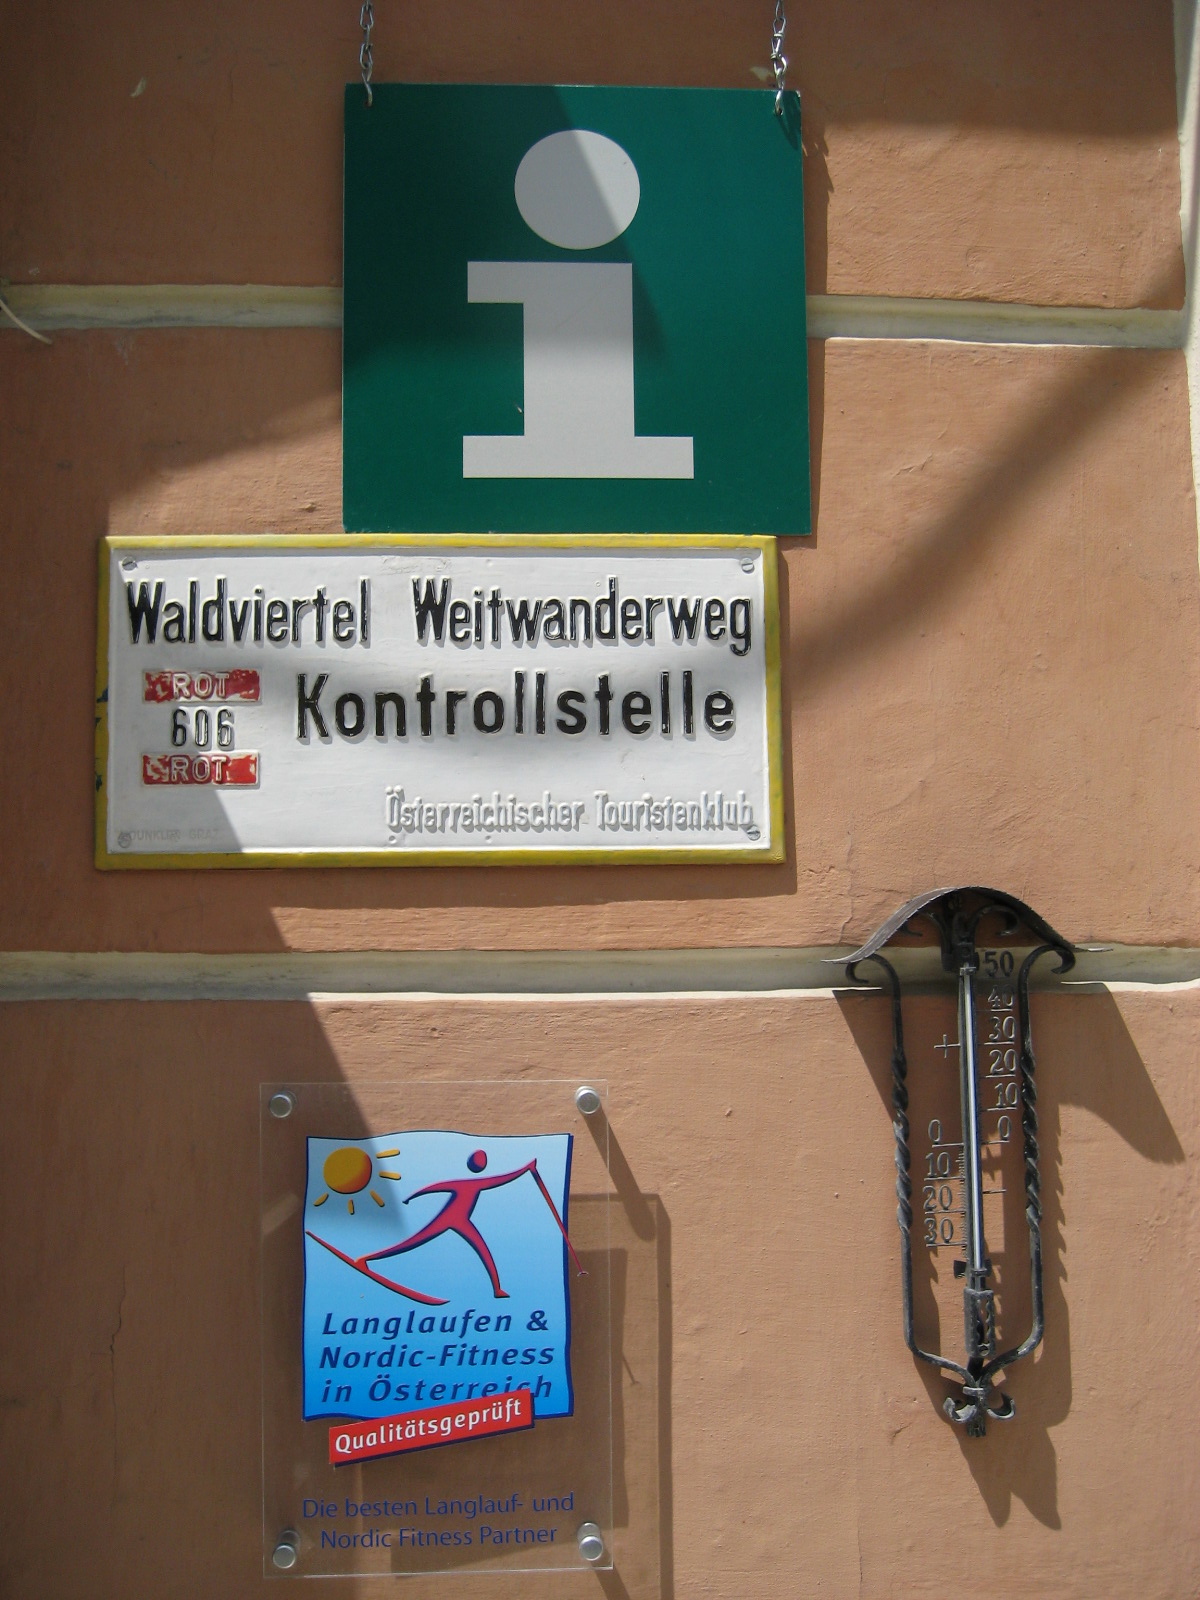 i
Waldviertel Weitwanderweg
ROT
606
ROT
Kontrollstelle
Österreichischer Touristenklub
50
40
30
20
10
0
+
0
10
20
30
Langlaufen &
Nordic-Fitness
in Österreich
Qualitätsgeprüft
Die besten Langlauf- und
Nordic Fitness Partner